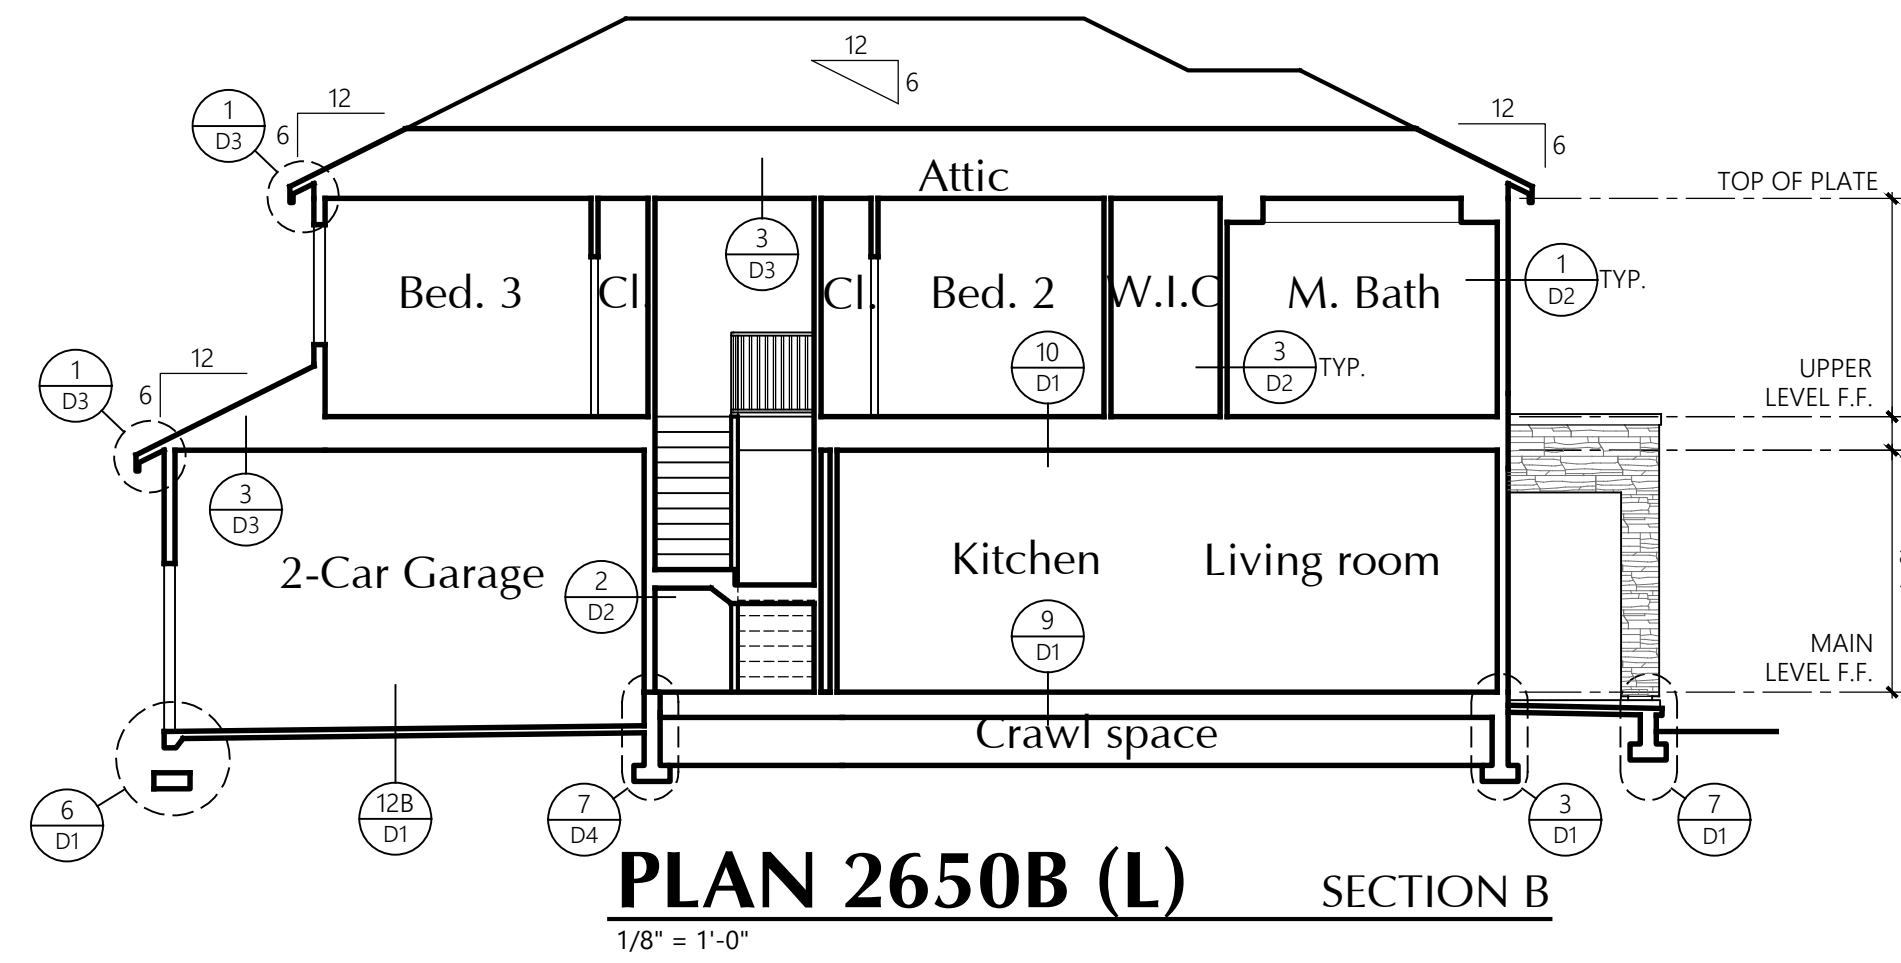 12
6
12
6
1
D3
12
6
Attic
TOP OF PLATE
3
D3
1
D2
TYP.
Bed. 3
Cl.
Cl.
Bed. 2
W.I.C
M. Bath
10
D1
3
D2
TYP.
12
6
1
D3
UPPER
LEVEL F.F.
3
D3
Kitchen
Living room
2-Car Garage
2
D2
9
D1
MAIN
LEVEL F.F.
Crawl space
6
D1
12B
D1
7
D4
3
D1
7
D1
PLAN 2650B (L)
SECTION B
1/8" = 1'-0"